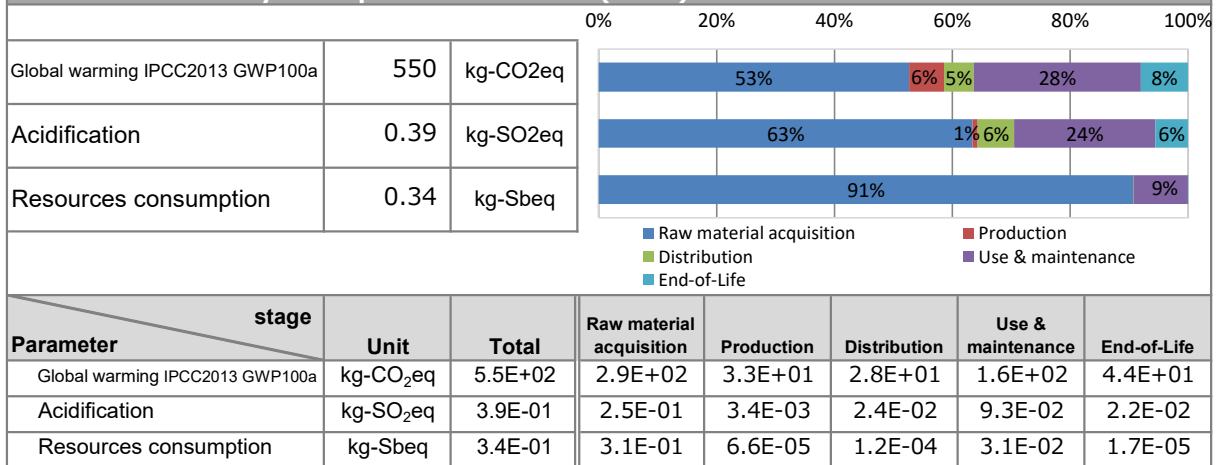 0% 20% 40% 60% 80% 100%
Global warming IPCC2013 GWP100a 550 kg-CO2eq 53% 6% 5% 28% 8%
Acidification 0.39 kg-SO2eq 63% 1% 6% 24% 6%
Resources consumption 0.34 kg-Sbeq 91% 9%
Raw material acquisition Production
Distribution Use & maintenance
End-of-Life
stage
Parameter Unit Total Raw material acquisition Production Distribution Use & maintenance End-of-Life
Global warming IPCC2013 GWP100a kg-CO₂eq 5.5E+02 2.9E+02 3.3E+01 2.8E+01 1.6E+02 4.4E+01
Acidification kg-SO₂eq 3.9E-01 2.5E-01 3.4E-03 2.4E-02 9.3E-02 2.2E-02
Resources consumption kg-Sbeq 3.4E-01 3.1E-01 6.6E-05 1.2E-04 3.1E-02 1.7E-05